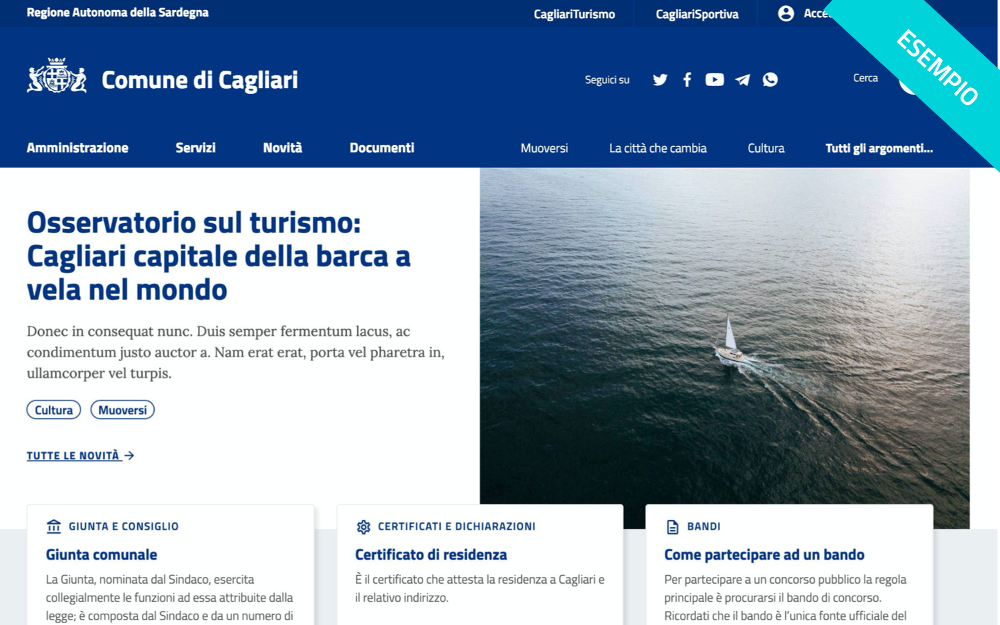 Regione Autonoma della Sardegna
CagliariTurismo
CagliariSportiva
ESEMPIO
Comune di Cagliari
Seguici su
Cerca
Amministrazione
Servizi
Novità
Documenti
Muoversi
La città che cambia
Cultura
Tutti gli argomenti...
Osservatorio sul turismo:
Cagliari capitale della barca a
vela nel mondo
Donec in consequat nunc. Duis semper fermentum lacus, ac
condimentum justo auctor a. Nam erat erat, porta vel pharetra in,
ullamcorper vel turpis.
Cultura
Muoversi
TUTTE LE NOVITÀ
GIUNTA E CONSIGLIO
Giunta comunale
La Giunta, nominata dal Sindaco, esercita
collegialmente le funzioni ad essa attribuite dalla
legge; è composta dal Sindaco e da un numero di
CERTIFICATI E DICHIARAZIONI
Certificato di residenza
È il certificato che attesta la residenza a Cagliari e
il relativo indirizzo.
BANDI
Come partecipare ad un bando
Per partecipare a un concorso pubblico la regola
principale è procurarsi il bando di concorso.
Ricordati che il bando è l'unica fonte ufficiale del